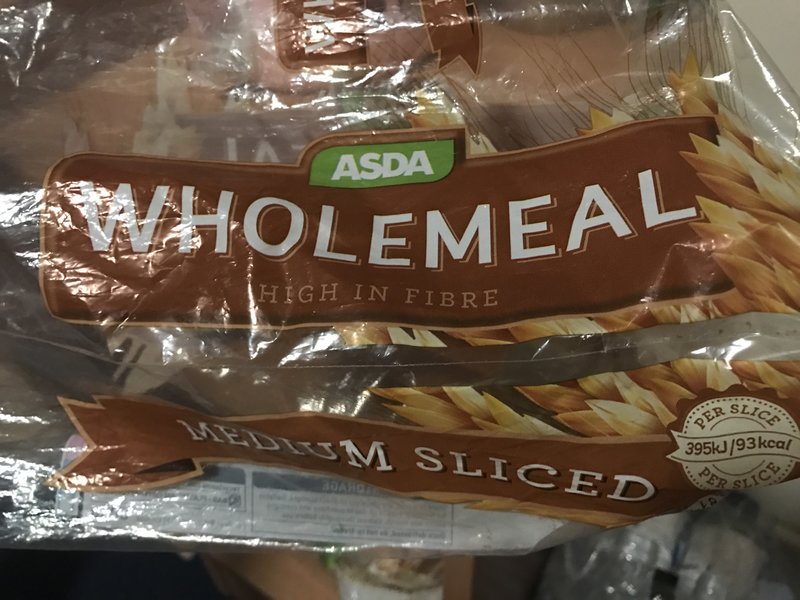 ASDA
WHOLEMEAL
HIGH IN FIBRE
MEDIUM SLICED
PER SLICE
395kJ/93kcal
PER SLICE